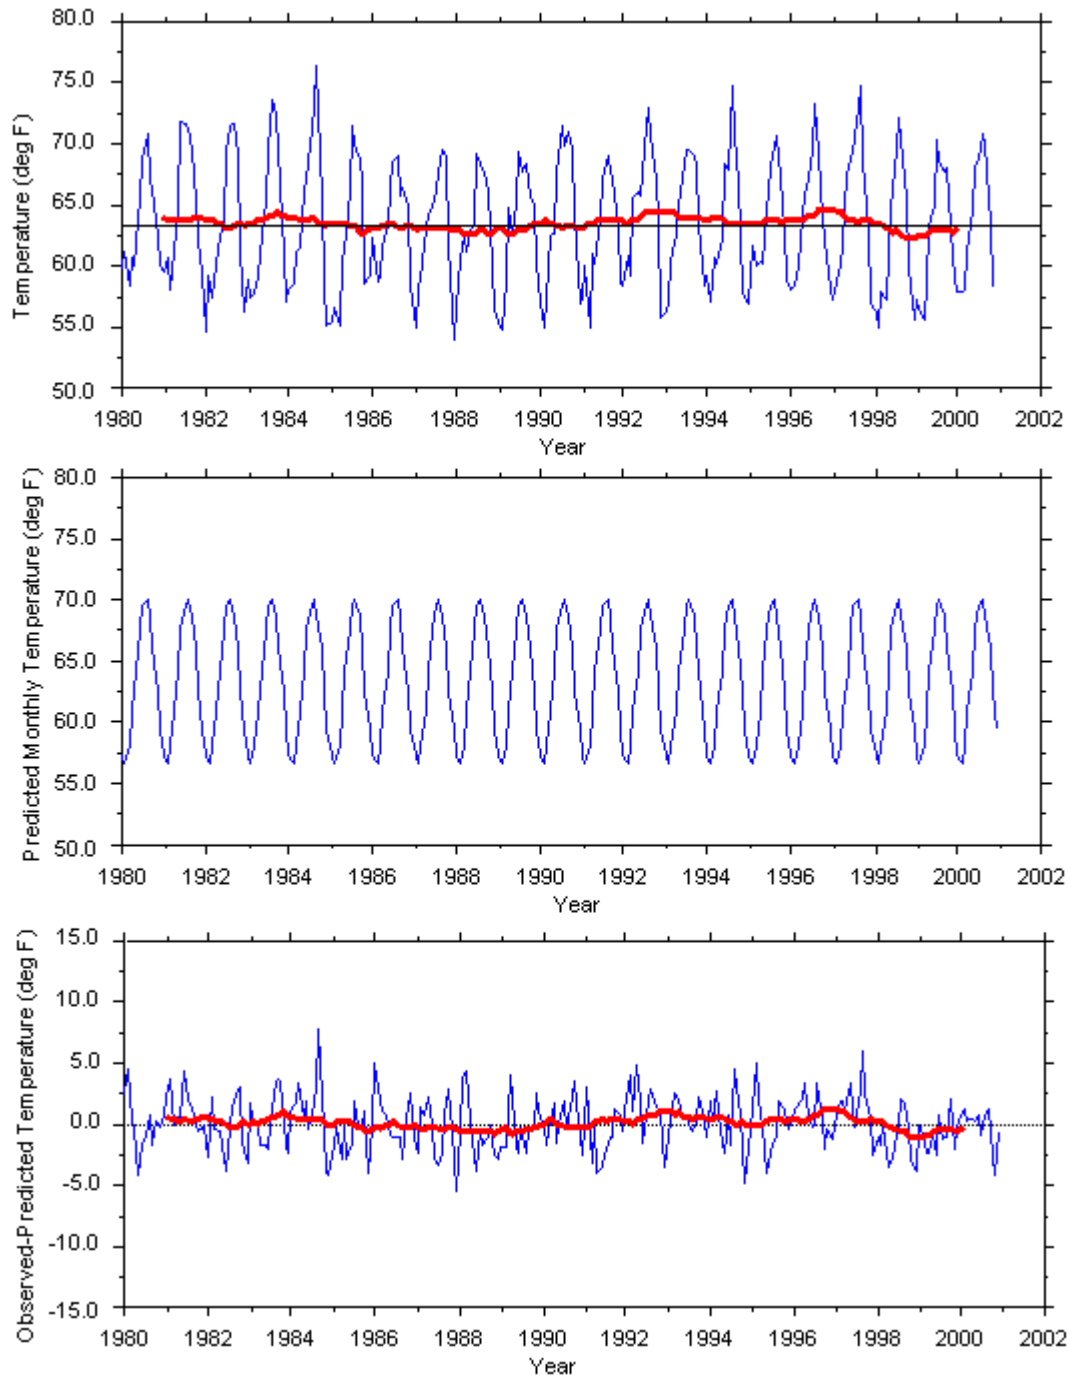 Temperature (deg F)
80.0
75.0
70.0
65.0
60.0
55.0
50.0
1980 1982 1984 1986 1988 1990 1992 1994 1996 1998 2000 2002
Year
Predicted Monthly Temperature (deg F)
80.0
75.0
70.0
65.0
60.0
55.0
50.0
1980 1982 1984 1986 1988 1990 1992 1994 1996 1998 2000 2002
Year
Observed-Predicted Temperature (deg F)
15.0
10.0
5.0
0.0
-5.0
-10.0
-15.0
1980 1982 1984 1986 1988 1990 1992 1994 1996 1998 2000 2002
Year